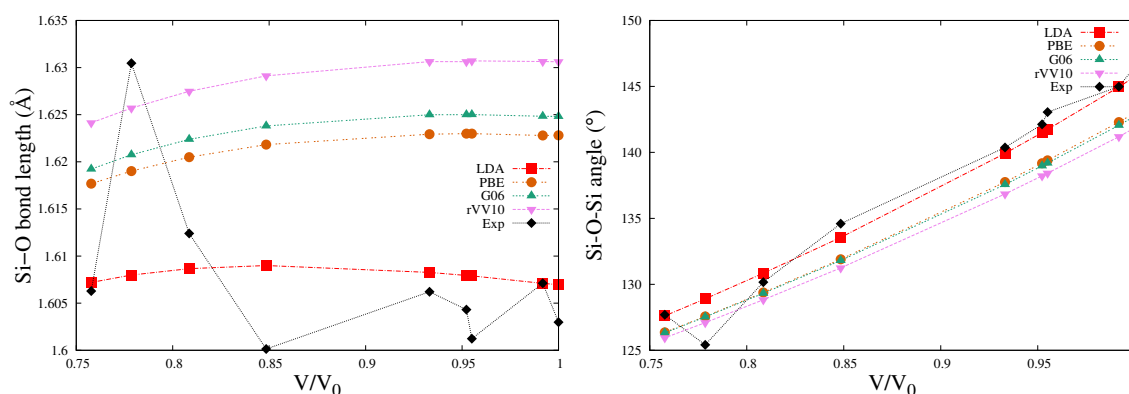 Si–O bond length (Å)
1.635
1.63
1.625
1.62
1.615
1.61
1.605
1.6
0.75
0.8
0.85
0.9
0.95
1
V/V0
LDA
PBE
G06
rVV10
Exp
Si-O-Si angle (°)
150
145
140
135
130
125
0.75
0.8
0.85
0.9
0.95
V/V0
LDA
PBE
G06
rVV10
Exp